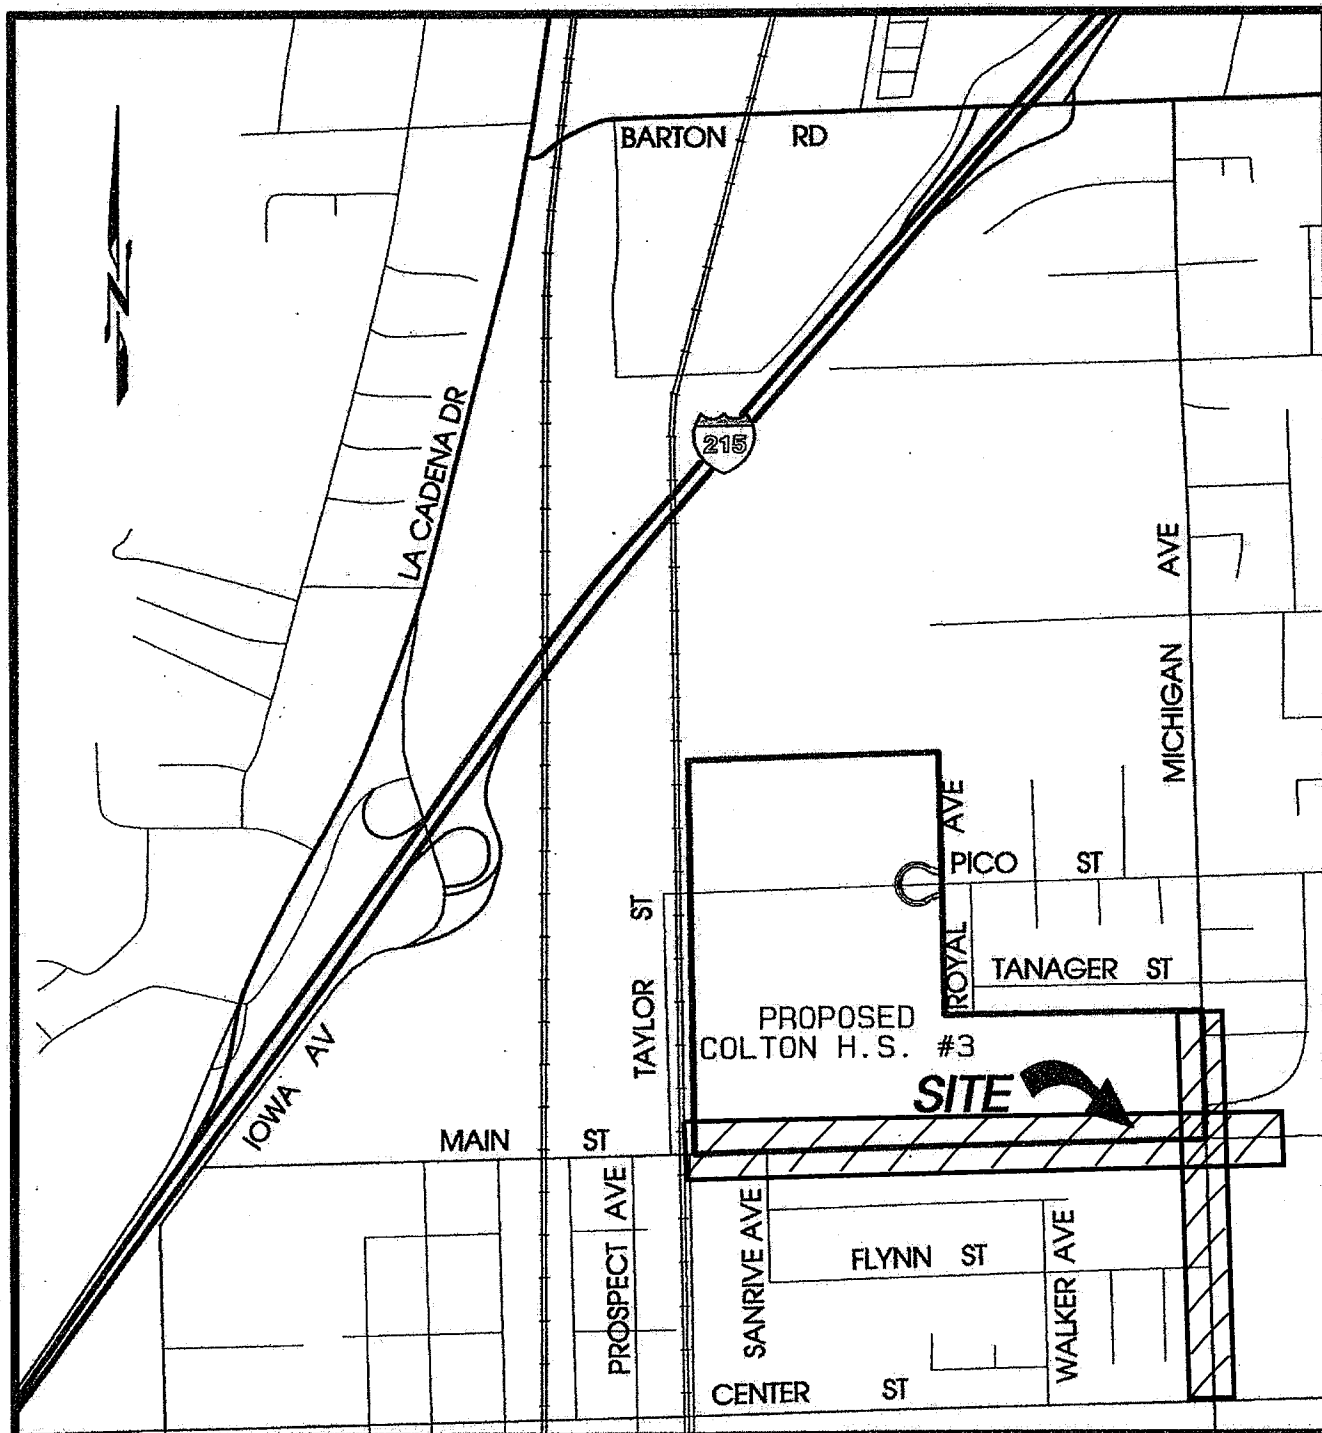 BARTON RD
N
LA CADENA DR
215
MICHIGAN AVE
ROYAL AVE
PICO ST
TAYLOR ST
TANAGER ST
PROPOSED
COLTON H.S. #3
SITE
IOWA AV
MAIN ST
PROSPECT AVE
SANRIVE AVE
FLYNN ST
WALKER AVE
CENTER ST